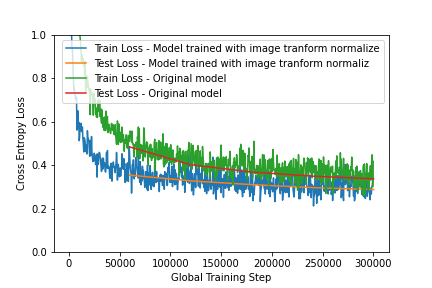 1.0
0.8
0.6
0.4
0.2
0.0
Cross Entropy Loss
Train Loss - Model trained with image tranform normalize
Test Loss - Model trained with image tranform normaliz
Train Loss - Original model
Test Loss - Original model
0 50000 100000 150000 200000 250000 300000
Global Training Step